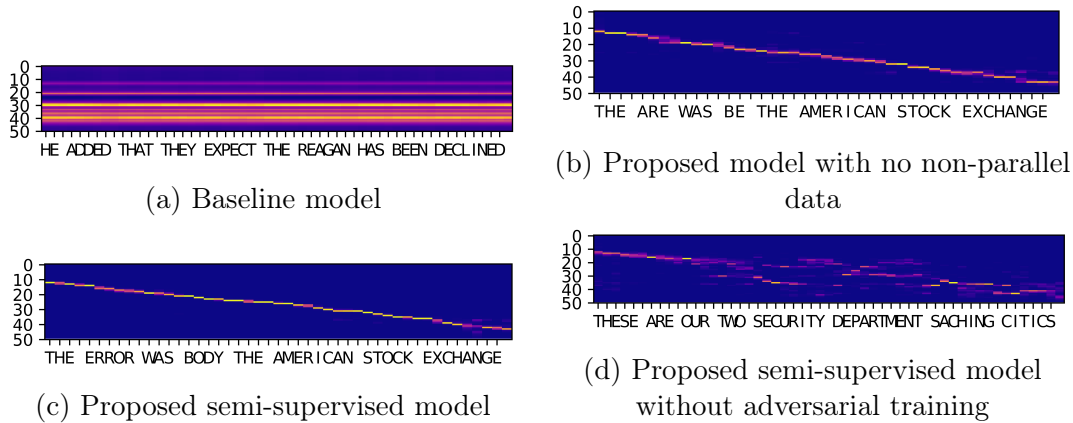 0
10
20
30
40
50
HE ADDED THAT THEY EXPECT THE REAGAN HAS BEEN DECLINED
(a) Baseline model
0
10
20
30
40
50
THE ARE WAS BE THE AMERICAN STOCK EXCHANGE
(b) Proposed model with no non-parallel
data
0
10
20
30
40
50
THE ERROR WAS BODY THE AMERICAN STOCK EXCHANGE
(c) Proposed semi-supervised model
0
10
20
30
40
50
THESE ARE OUR TWO SECURITY DEPARTMENT SACHING CITICS
(d) Proposed semi-supervised model
without adversarial training